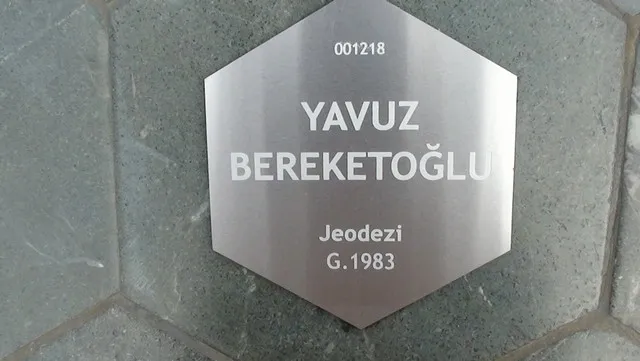 001218
YAVUZ
BEREKETOĞLU
Jeodezi
G.1983